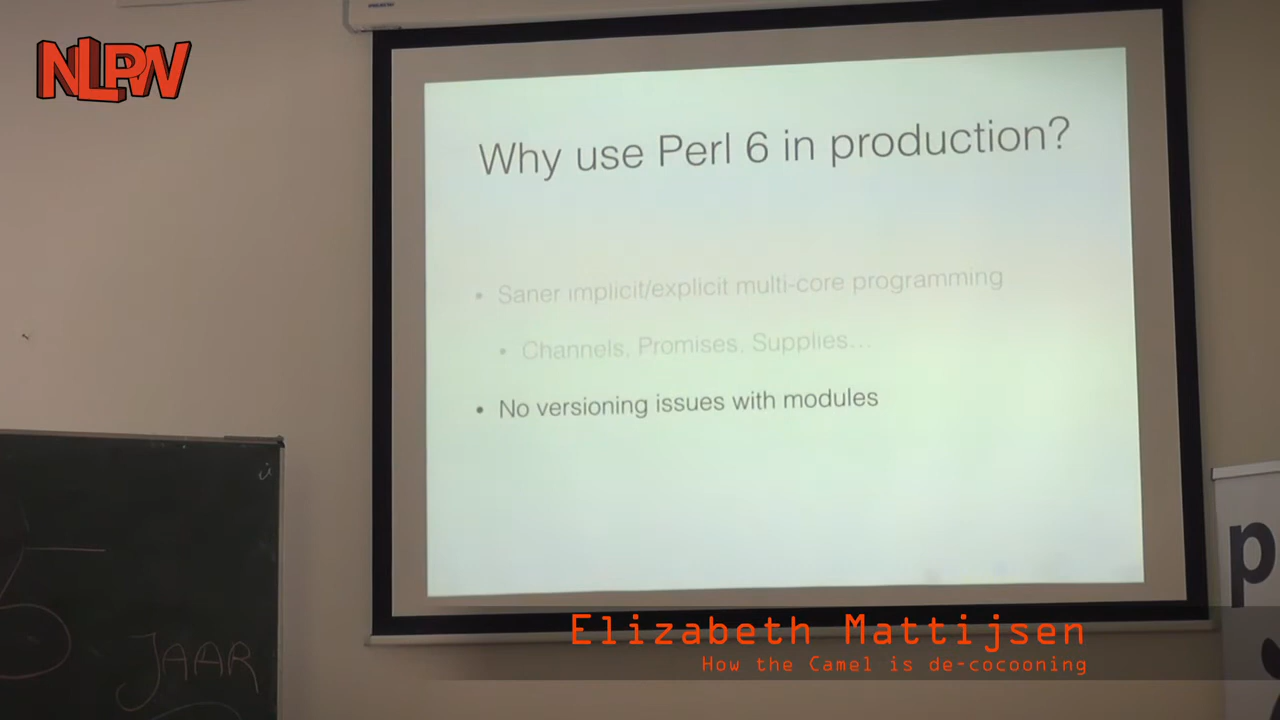 NLPW
Why use Perl 6 in production?
• Saner implicit/explicit multi-core programming
• Channels, Promises, Supplies...
• No versioning issues with modules
5
JAAR
p
Elizabeth Mattijsen
How the Camel is de-cocooning